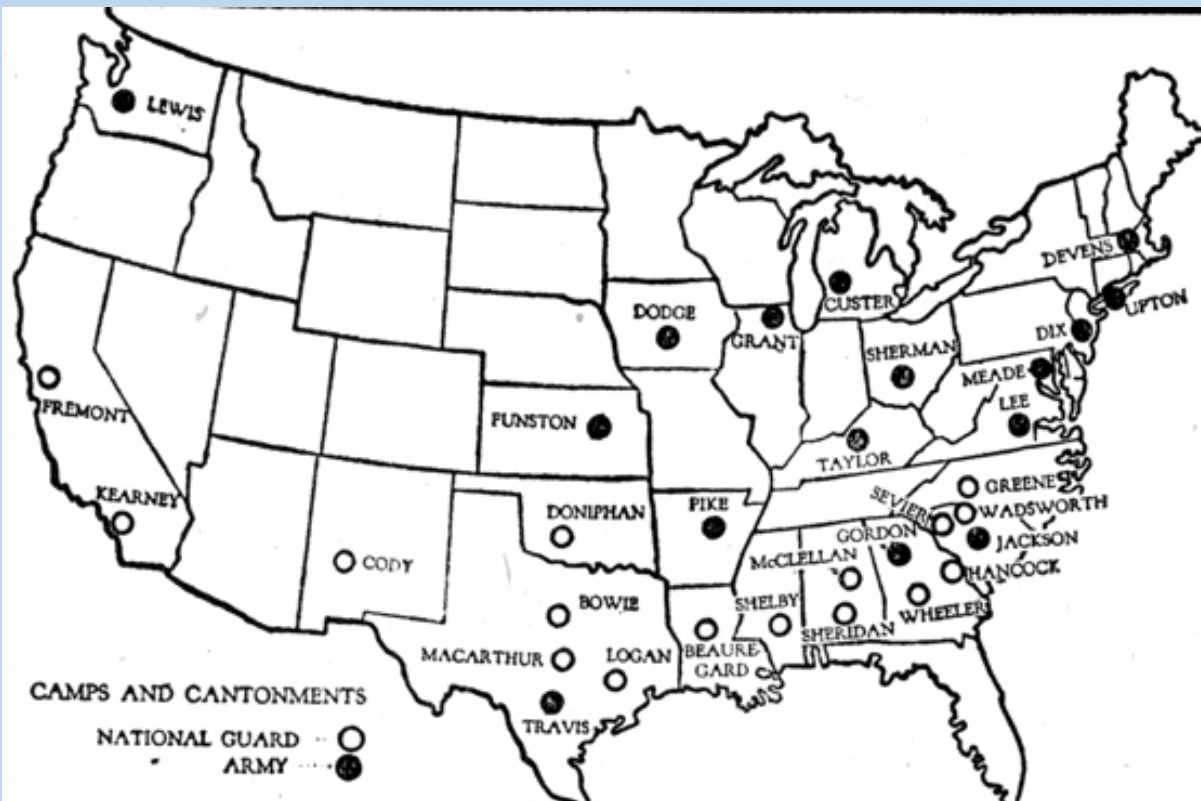 LEWIS
DEVENS
CUSTER
UPTON
DODGE
GRANT
DIX
SHERMAN
MEADE
FREMONT
LEE
FUNSTON
TAYLOR
KEARNEY
GREENE
SEVIER
WADSWORTH
DONIPHAN
PIKE
GORDON
JACKSON
McCLELLAN
CODY
HANCOCK
BOWIE
SHELBY
WHEELER
SHERIDAN
MACARTHUR
LOGAN
BEAURE-
GARD
TRAVIS
CAMPS AND CANTONMENTS
NATIONAL GUARD
ARMY